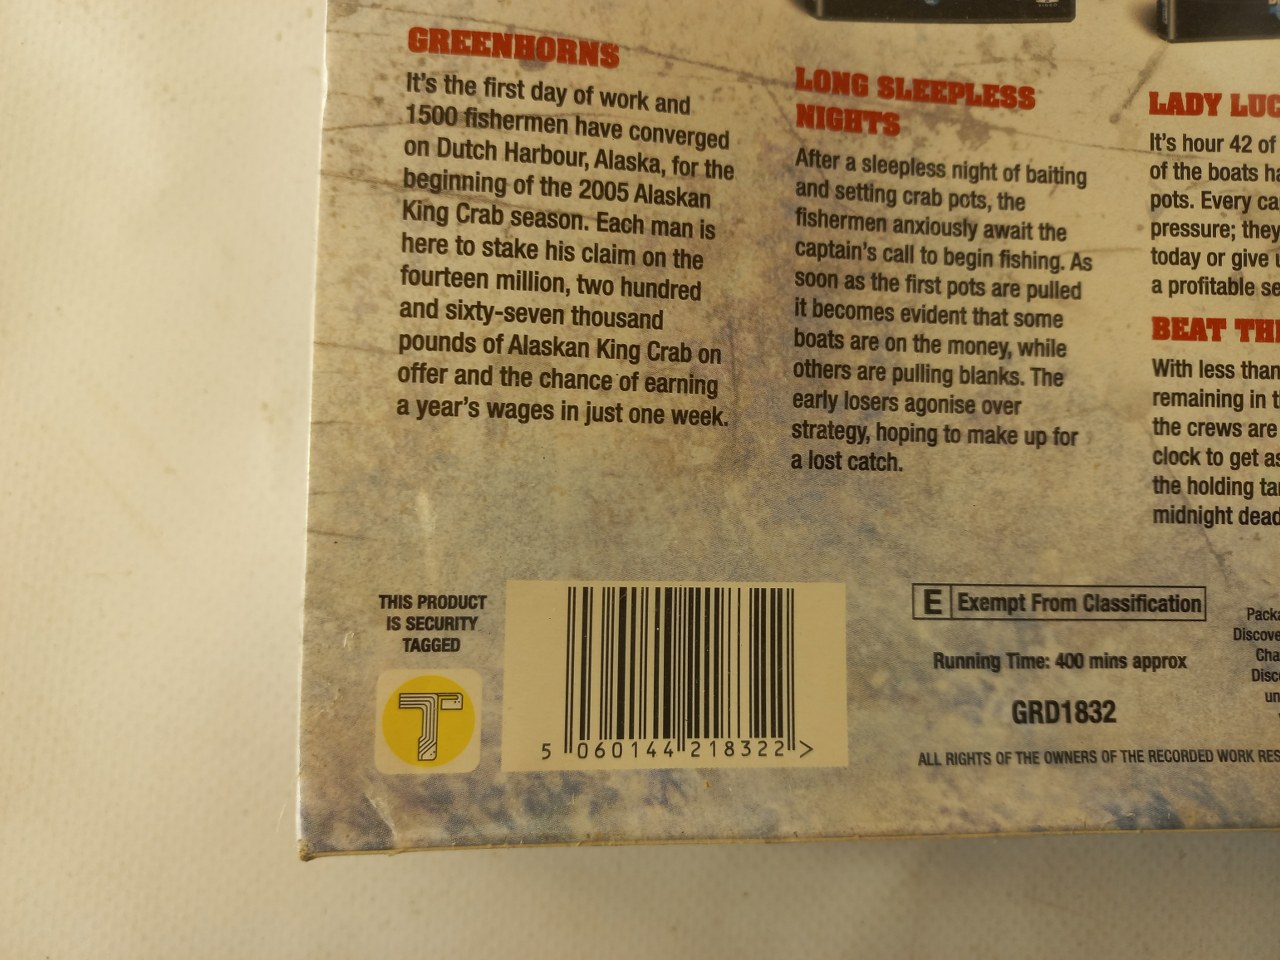 GREENHORNS
It's the first day of work and
1500 fishermen have converged
on Dutch Harbour, Alaska, for the
beginning of the 2005 Alaskan
King Crab season. Each man is
here to stake his claim on the
fourteen million, two hundred
and sixty-seven thousand
pounds of Alaskan King Crab on
offer and the chance of earning
a year's wages in just one week.
LONG SLEEPLESS
NIGHTS
After a sleepless night of baiting
and setting crab pots, the
fishermen anxiously await the
captain's call to begin fishing. As
soon as the first pots are pulled
it becomes evident that some
boats are on the money, while
others are pulling blanks. The
early losers agonise over
strategy, hoping to make up for
a lost catch.
LADY
It's hour 42 of
of the boats
pots. Every
pressure; they
today or give
a profitable
BEAT
With less than
remaining in
the crews are
clock to get
the holding
midnight
THIS PRODUCT
IS SECURITY
TAGGED
T
5 060144 218322 >
E Exempt From Classification
Running Time: 400 mins approx
GRD1832
ALL RIGHTS OF THE OWNERS OF THE RECORDED WORK